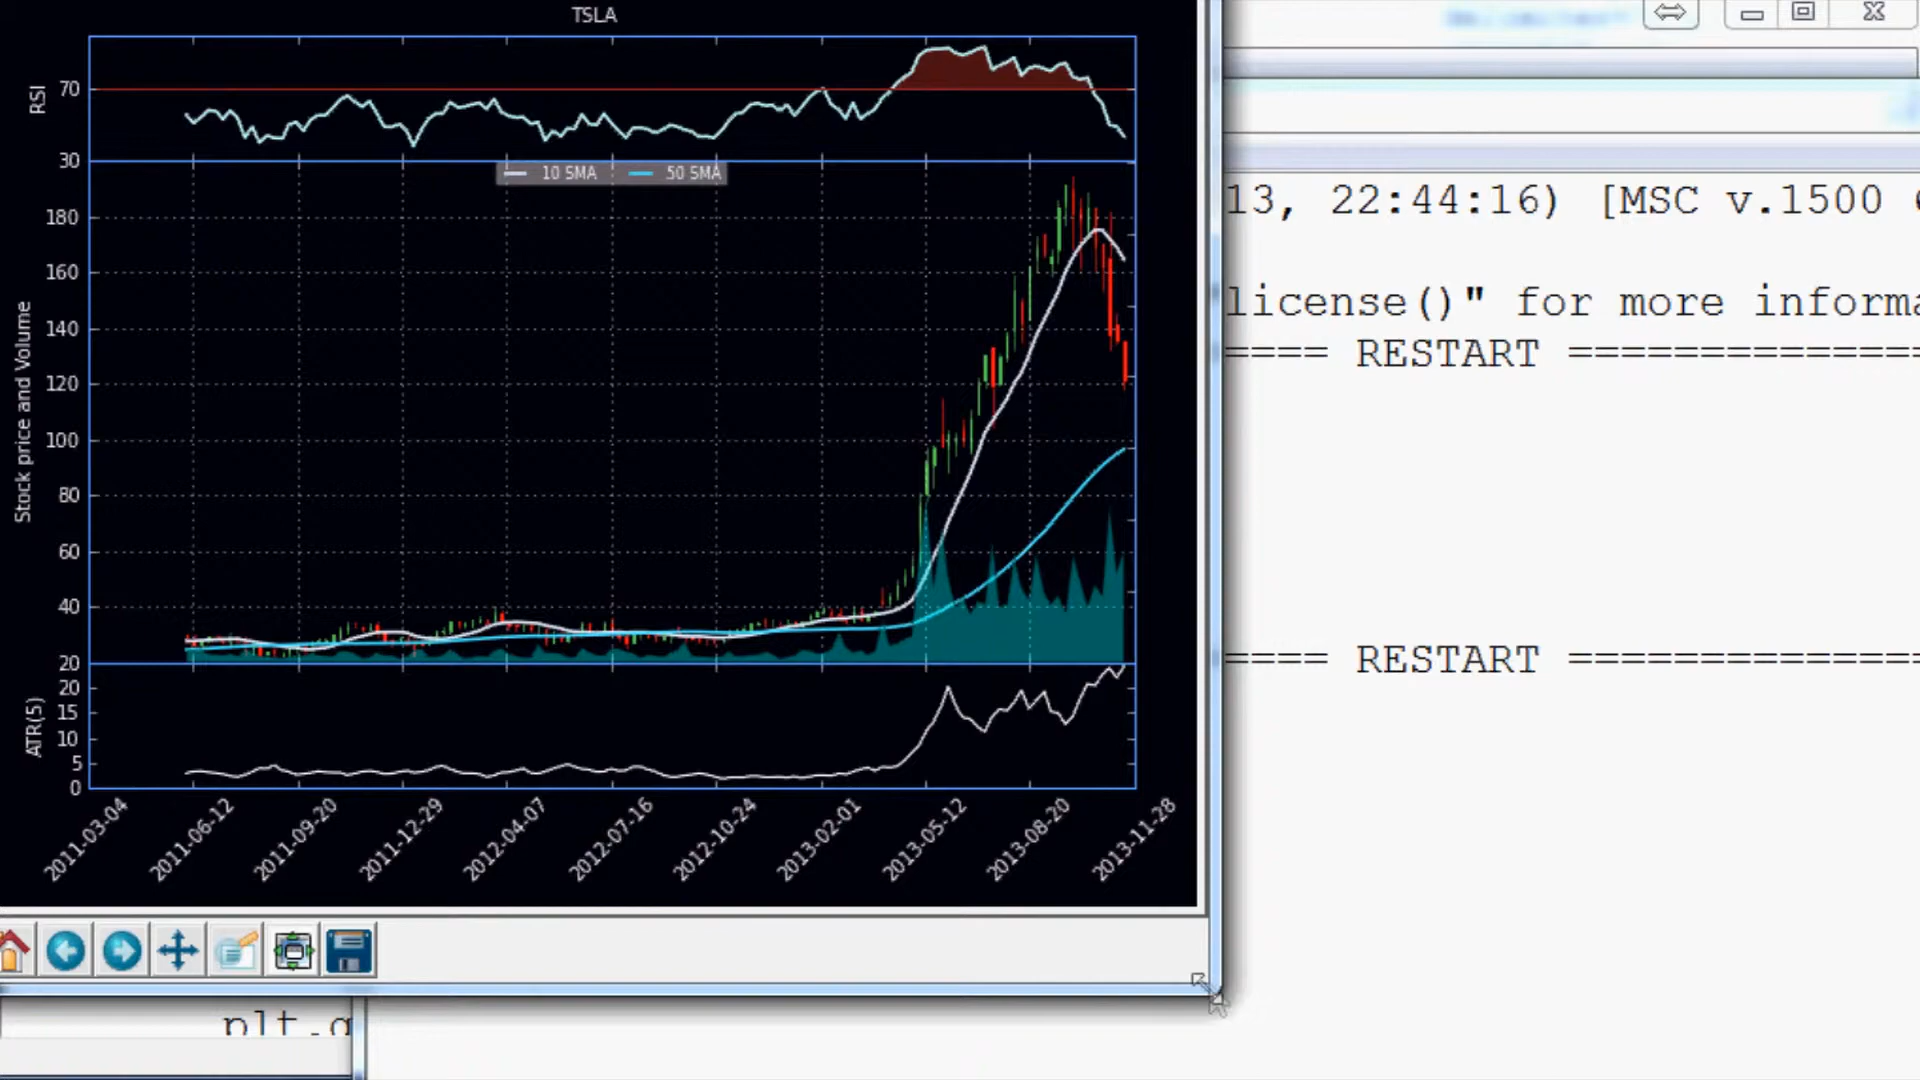 TSLA
RSI
70
30
10 SMA 50 SMA
Stock price and Volume
180
160
140
120
100
80
60
40
20
ATR(5)
20
15
10
5
0
2011-03-04
2011-06-12
2011-09-20
2011-12-29
2012-04-07
2012-07-16
2012-10-24
2013-02-01
2013-05-12
2013-08-20
2013-11-28
13, 22:44:16) [MSC v.1500
license()" for more informa
==== RESTART ==============
==== RESTART ==============
plt.g